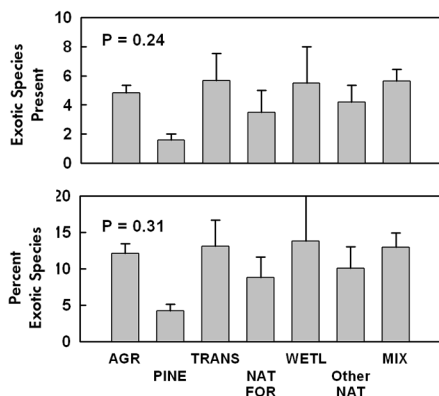 10
P = 0.24
8
6
4
2
0
Exotic Species
Present
20
P = 0.31
15
10
5
0
Percent
Exotic Species
AGR TRANS WETL MIX
PINE NAT Other
FOR NAT